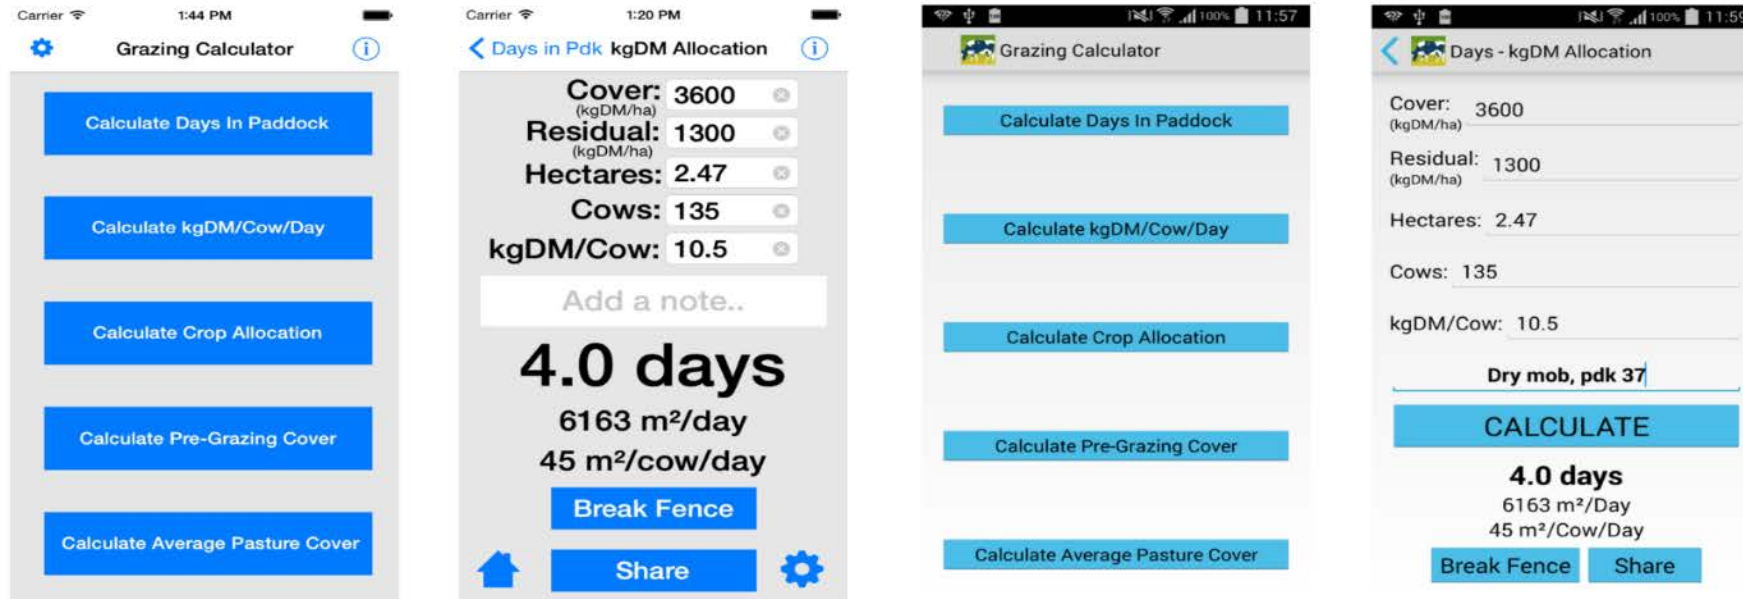 Carrier 1:44 PM
Grazing Calculator
Calculate Days In Paddock
Calculate kgDM/Cow/Day
Calculate Crop Allocation
Calculate Pre-Grazing Cover
Calculate Average Pasture Cover
Carrier 1:20 PM
Days in Pdk kgDM Allocation
Cover: 3600
(kgDM/ha)
Residual: 1300
(kgDM/ha)
Hectares: 2.47
Cows: 135
kgDM/Cow: 10.5
Add a note..
4.0 days
6163 m²/day
45 m²/cow/day
Break Fence
Share
100% 11:57
Grazing Calculator
Calculate Days In Paddock
Calculate kgDM/Cow/Day
Calculate Crop Allocation
Calculate Pre-Grazing Cover
Calculate Average Pasture Cover
100% 11:59
Days - kgDM Allocation
Cover: 3600
(kgDM/ha)
Residual: 1300
(kgDM/ha)
Hectares: 2.47
Cows: 135
kgDM/Cow: 10.5
Dry mob, pdk 37
CALCULATE
4.0 days
6163 m²/Day
45 m²/Cow/Day
Break Fence Share